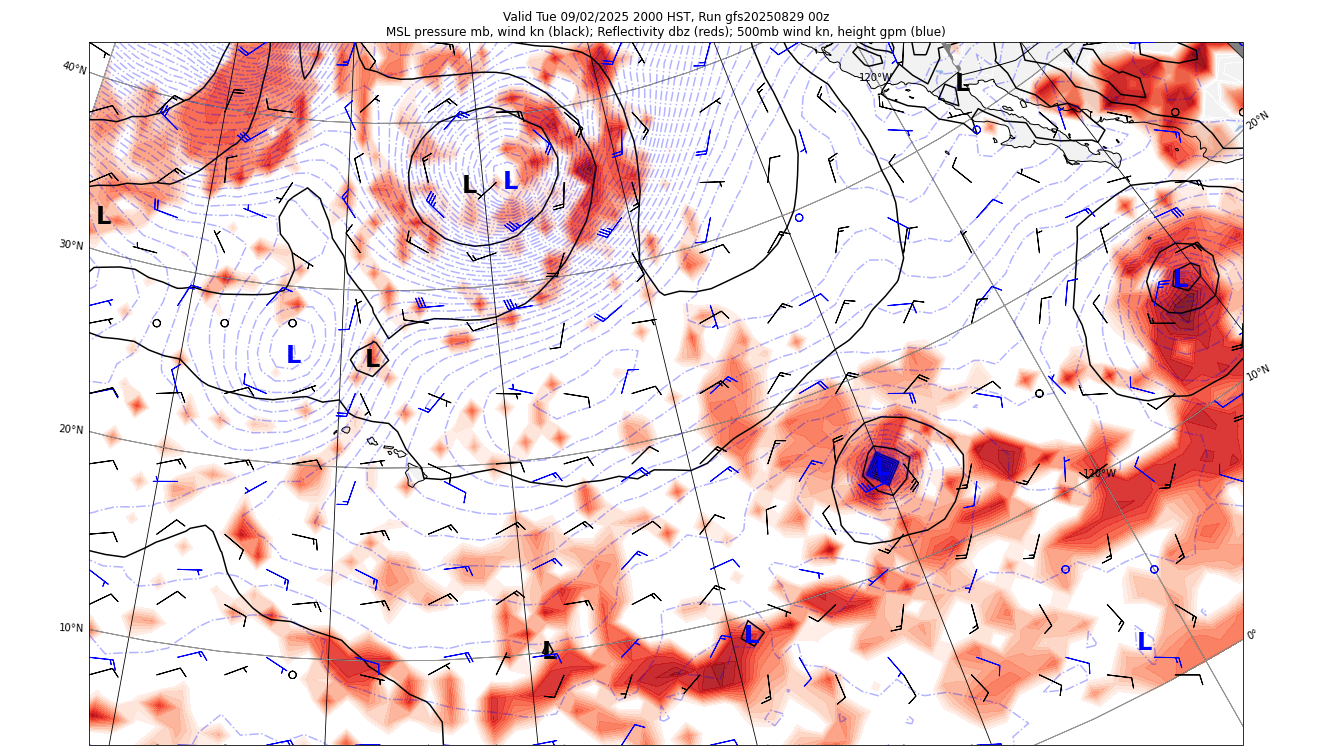 Valid Tue 09/02/2025 2000 HST, Run gfs20250829 00z
MSL pressure mb, wind kn (black); Reflectivity dbz (reds); 500mb wind kn, height gpm (blue)
40°N
120°W
L
20°N
L
L
L
30°N
L
L
L
10°N
20°N
120°W
10°N
L
L
L
0°